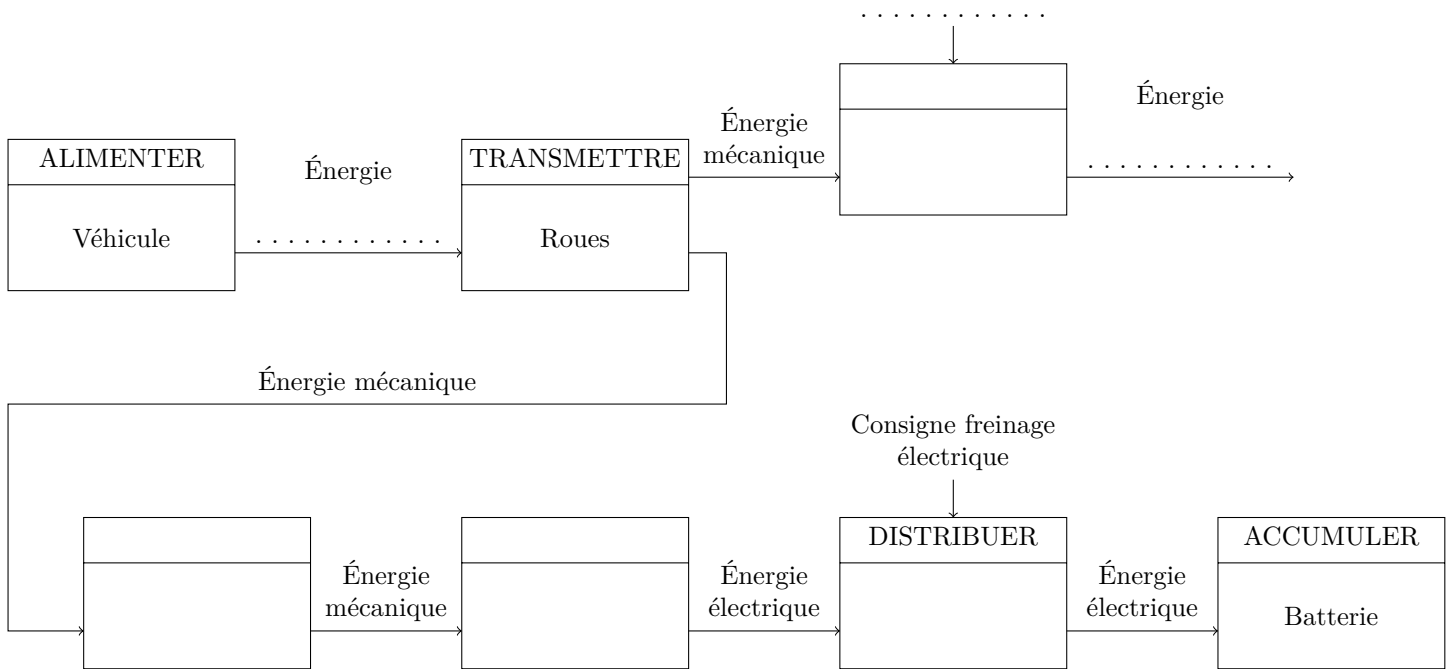 . . . . . . . . . . . .
Énergie
Énergie
mécanique
ALIMENTER
Énergie
TRANSMETTRE
. . . . . . . . . . . .
Véhicule
. . . . . . . . . . . .
Roues
Énergie mécanique
Consigne freinage
électrique
DISTRIBUER
ACCUMULER
Énergie
mécanique
Énergie
électrique
Énergie
électrique
Batterie